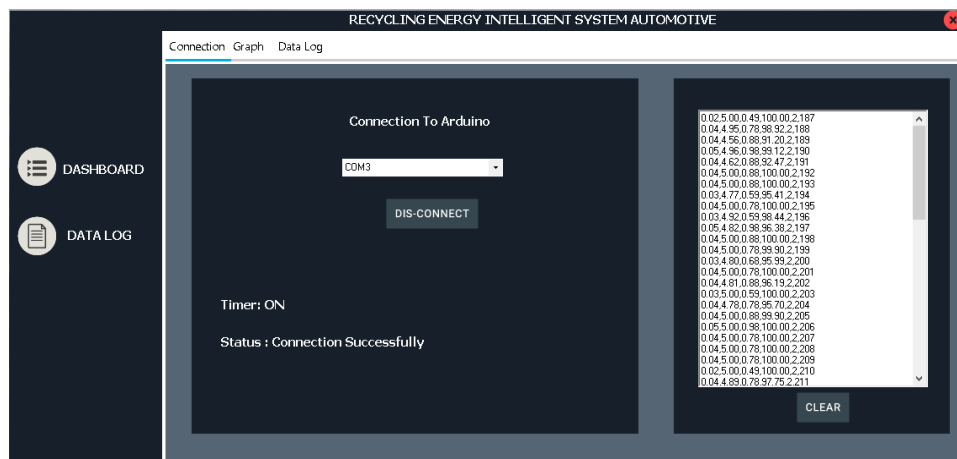 RECYCLING ENERGY INTELLIGENT SYSTEM AUTOMOTIVE
Connection Graph Data Log
DASHBOARD
DATA LOG
Connection To Arduino
COM3
DIS-CONNECT
Timer: ON
Status : Connection Successfully
0.02,5.00,0.49,100.00,2,187
0.04,4.95,0.78,98.92,2,188
0.04,4.56,0.88,91.20,2,189
0.05,4.96,0.98,99.12,2,190
0.04,4.62,0.88,92.47,2,191
0.04,5.00,0.88,100.00,2,192
0.04,5.00,0.88,100.00,2,193
0.03,4.77,0.59,95.41,2,194
0.04,5.00,0.78,100.00,2,195
0.03,4.92,0.59,98.44,2,196
0.05,4.82,0.98,96.38,2,197
0.04,5.00,0.88,100.00,2,198
0.04,5.00,0.78,99.90,2,199
0.03,4.80,0.68,95.99,2,200
0.04,5.00,0.78,100.00,2,201
0.04,4.81,0.88,96.19,2,202
0.03,5.00,0.59,100.00,2,203
0.04,4.78,0.78,95.70,2,204
0.04,5.00,0.88,99.90,2,205
0.05,5.00,0.98,100.00,2,206
0.04,5.00,0.78,100.00,2,207
0.04,5.00,0.78,100.00,2,208
0.04,5.00,0.78,100.00,2,209
0.02,5.00,0.49,100.00,2,210
0.04,4.89,0.78,97.75,2,211
CLEAR